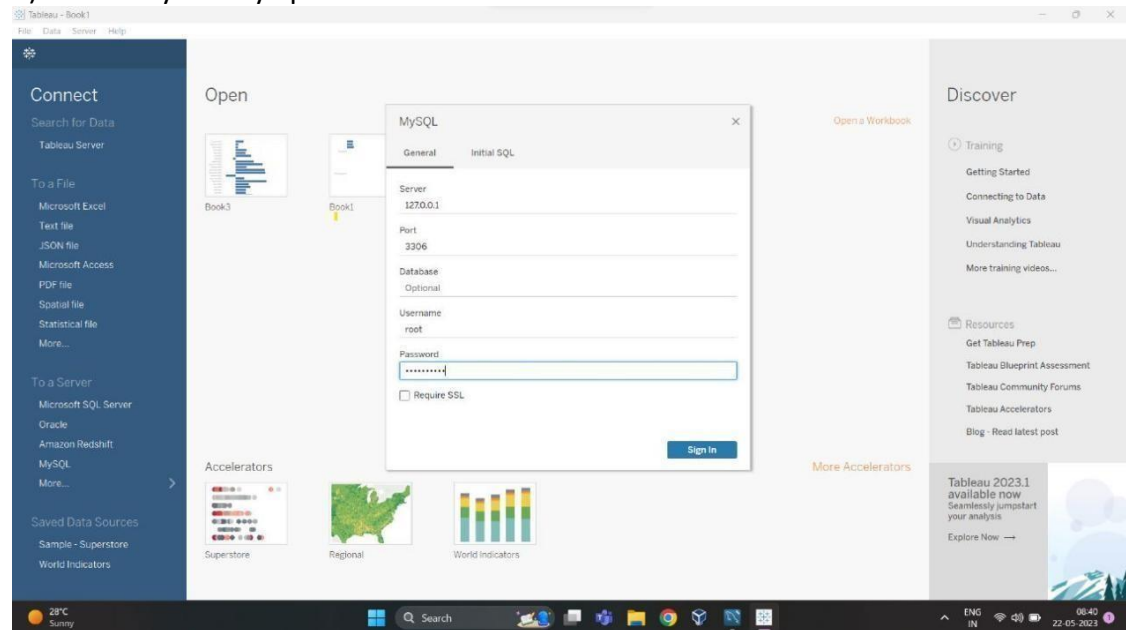 Tableau - Book1
File Data Server Help
Connect
Search for Data
Tableau Server
To a File
Microsoft Excel
Text file
JSON file
Microsoft Access
PDF file
Spatial file
Statistical file
More...
To a Server
Microsoft SQL Server
Oracle
Amazon Redshift
MySQL
More...
Saved Data Sources
Sample - Superstore
World Indicators
Open
Open a Workbook
Book3
Book1
MySQL
General Initial SQL
Server
127.0.0.1
Port
3306
Database
Optional
Username
root
Password
••••••••••
Require SSL
Sign In
Accelerators
More Accelerators
Superstore
Regional
World Indicators
Discover
Training
Getting Started
Connecting to Data
Visual Analytics
Understanding Tableau
More training videos...
Resources
Get Tableau Prep
Tableau Blueprint Assessment
Tableau Community Forums
Tableau Accelerators
Blog - Read latest post
Tableau 2023.1
available now
Seamlessly jumpstart
your analysis
Explore Now →
28°C
Sunny
Search
ENG
IN
08:40
22-05-2023
1